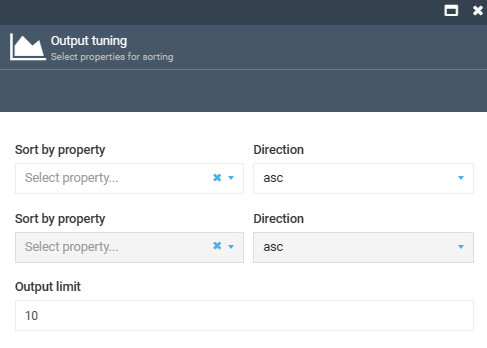 Output tuning
Select properties for sorting
Sort by property
Direction
Select property...
asc
Sort by property
Direction
Select property...
asc
Output limit
10